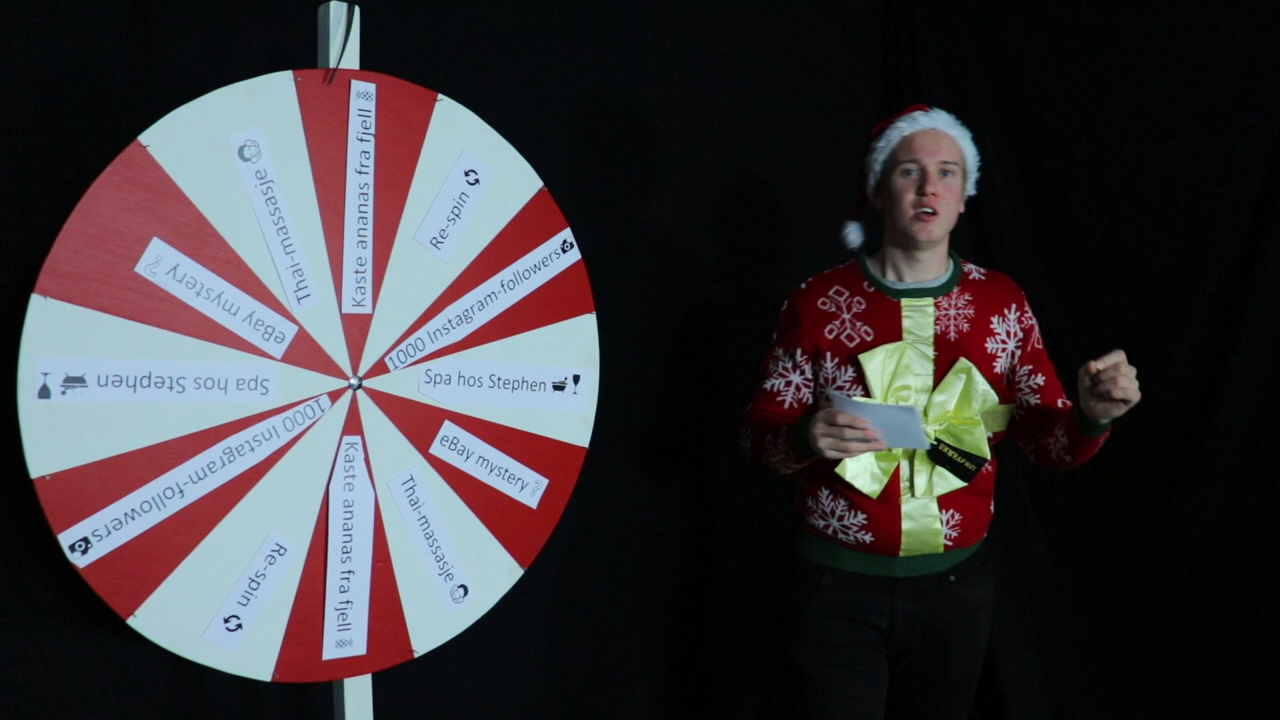 Kaste ananas fra fjell
Re-spin
1000 Instagram-followers
Spa hos Stephen
eBay mystery
Thai-massasje
Kaste ananas fra fjell
Re-spin
1000 Instagram-followers
Spa hos Stephen
eBay mystery
Thai-massasje